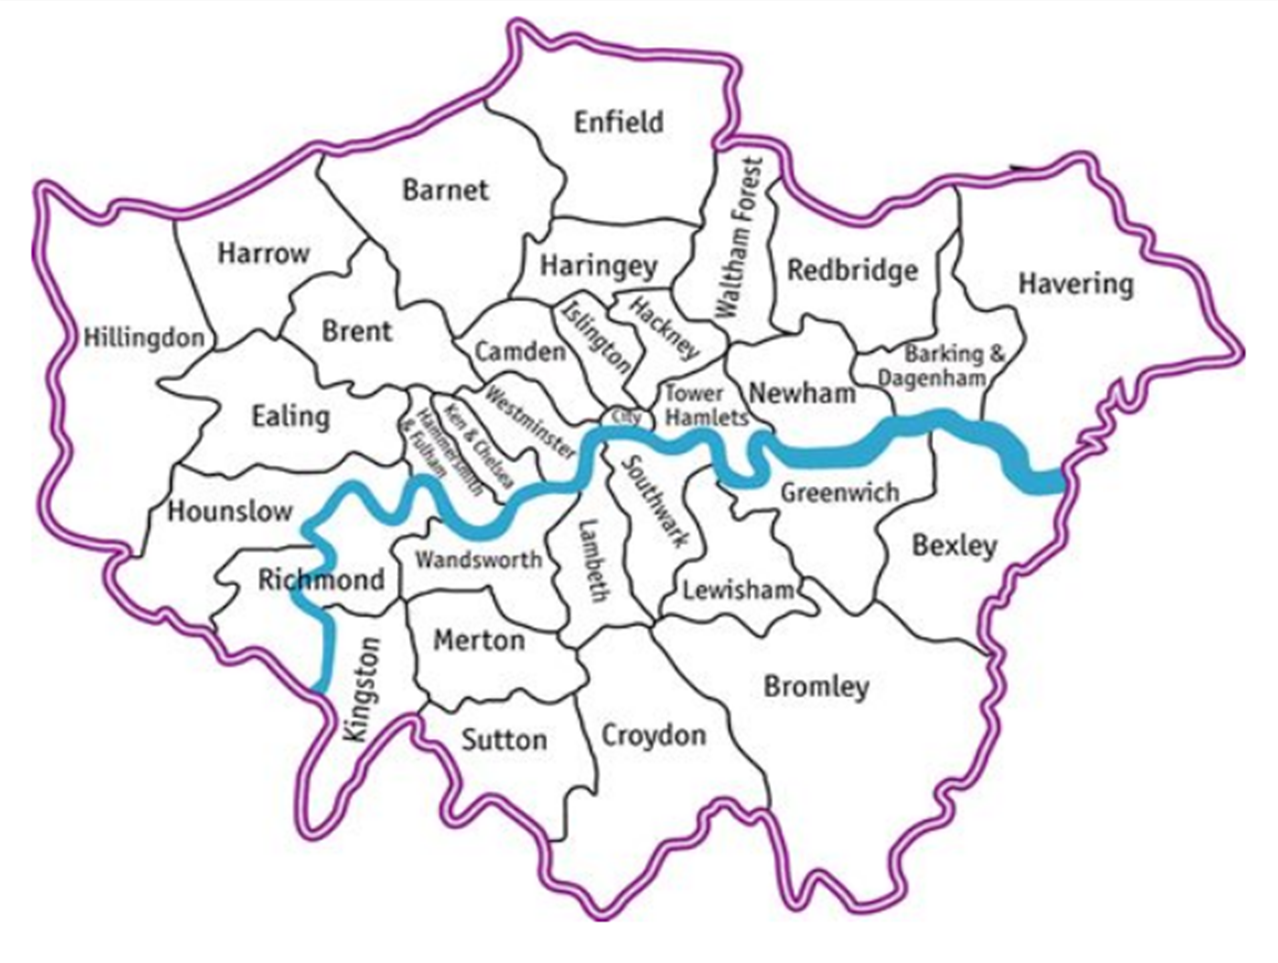 Enfield
Barnet
Waltham Forest
Harrow
Haringey
Redbridge
Havering
Hillingdon
Brent
Camden
Islington
Hackney
Barking &
Dagenham
Ealing
Hammersmith
& Fulham
Ken & Chelsea
Westminster
City
Tower
Hamlets
Newham
Hounslow
Southwark
Greenwich
Richmond
Wandsworth
Lambeth
Lewisham
Bexley
Kingston
Merton
Bromley
Sutton
Croydon